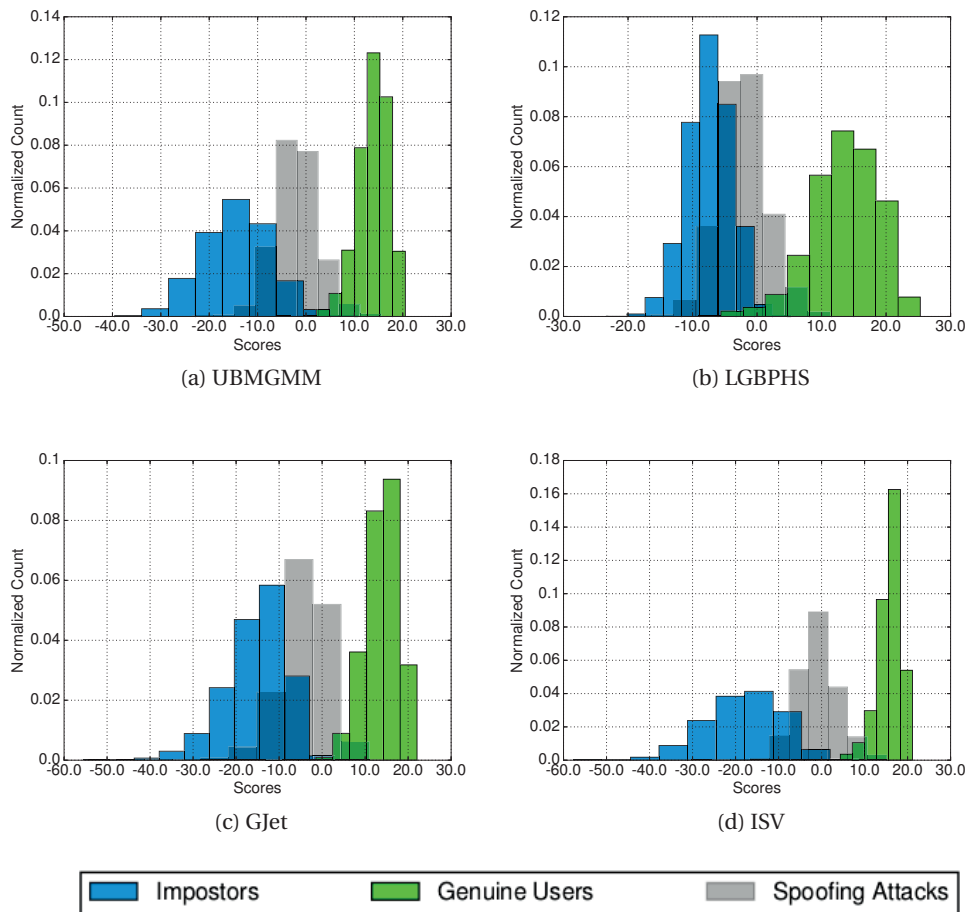 0.14
0.12
0.10
0.08
0.06
0.04
0.02
0.0
Normalized Count
-50.0 -40.0 -30.0 -20.0 -10.0 0.0 10.0 20.0 30.0
Scores
(a) UBMGMM
0.12
0.1
0.08
0.06
0.04
0.02
0.0
Normalized Count
-30.0 -20.0 -10.0 0.0 10.0 20.0 30.0
Scores
(b) LGBPHS
0.1
0.08
0.06
0.04
0.02
0.0
Normalized Count
-60.0 -50.0 -40.0 -30.0 -20.0 -10.0 0.0 10.0 20.0 30.0
Scores
(c) GJet
0.18
0.16
0.14
0.12
0.1
0.08
0.06
0.04
0.02
0.0
Normalized Count
-60.0 -50.0 -40.0 -30.0 -20.0 -10.0 0.0 10.0 20.0 30.0
Scores
(d) ISV
Impostors Genuine Users Spoofing Attacks